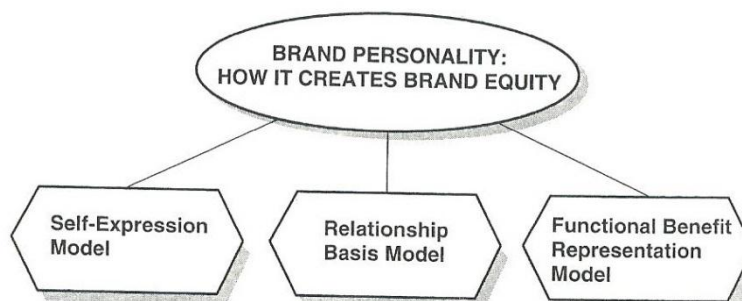 BRAND PERSONALITY:
HOW IT CREATES BRAND EQUITY
Self-Expression
Model
Relationship
Basis Model
Functional Benefit
Representation
Model